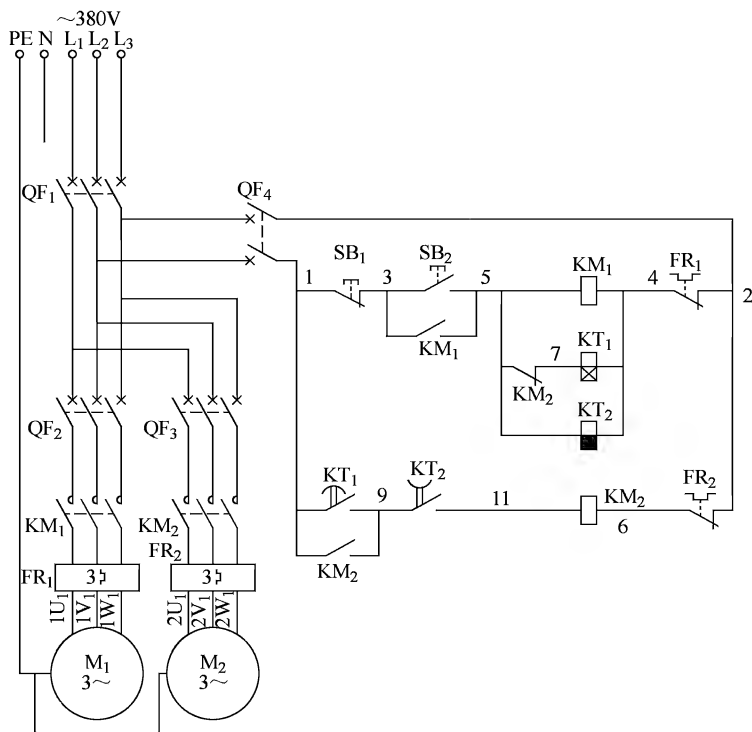 ～380V
PE N L₁ L₂ L₃
QF₁
QF₄
1 SB₁ 3 SB₂ 5 KM₁ 4 FR₁ 2
KM₁
7 KT₁
KM₂
KT₂
QF₂ QF₃
KT₁ 9 KT₂ 11 KM₂ FR₂
6
KM₁ KM₂
KM₂
FR₂
FR₁ 3 3
1U₁ 1V₁ 1W₁ 2U₁ 2V₁ 2W₁
M₁ M₂
3～ 3～